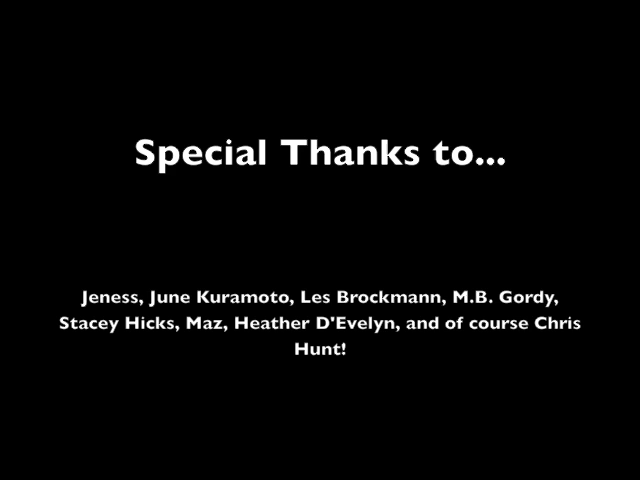 Special Thanks to...
Jeness, June Kuramoto, Les Brockmann, M.B. Gordy,
Stacey Hicks, Maz, Heather D'Evelyn, and of course Chris
Hunt!